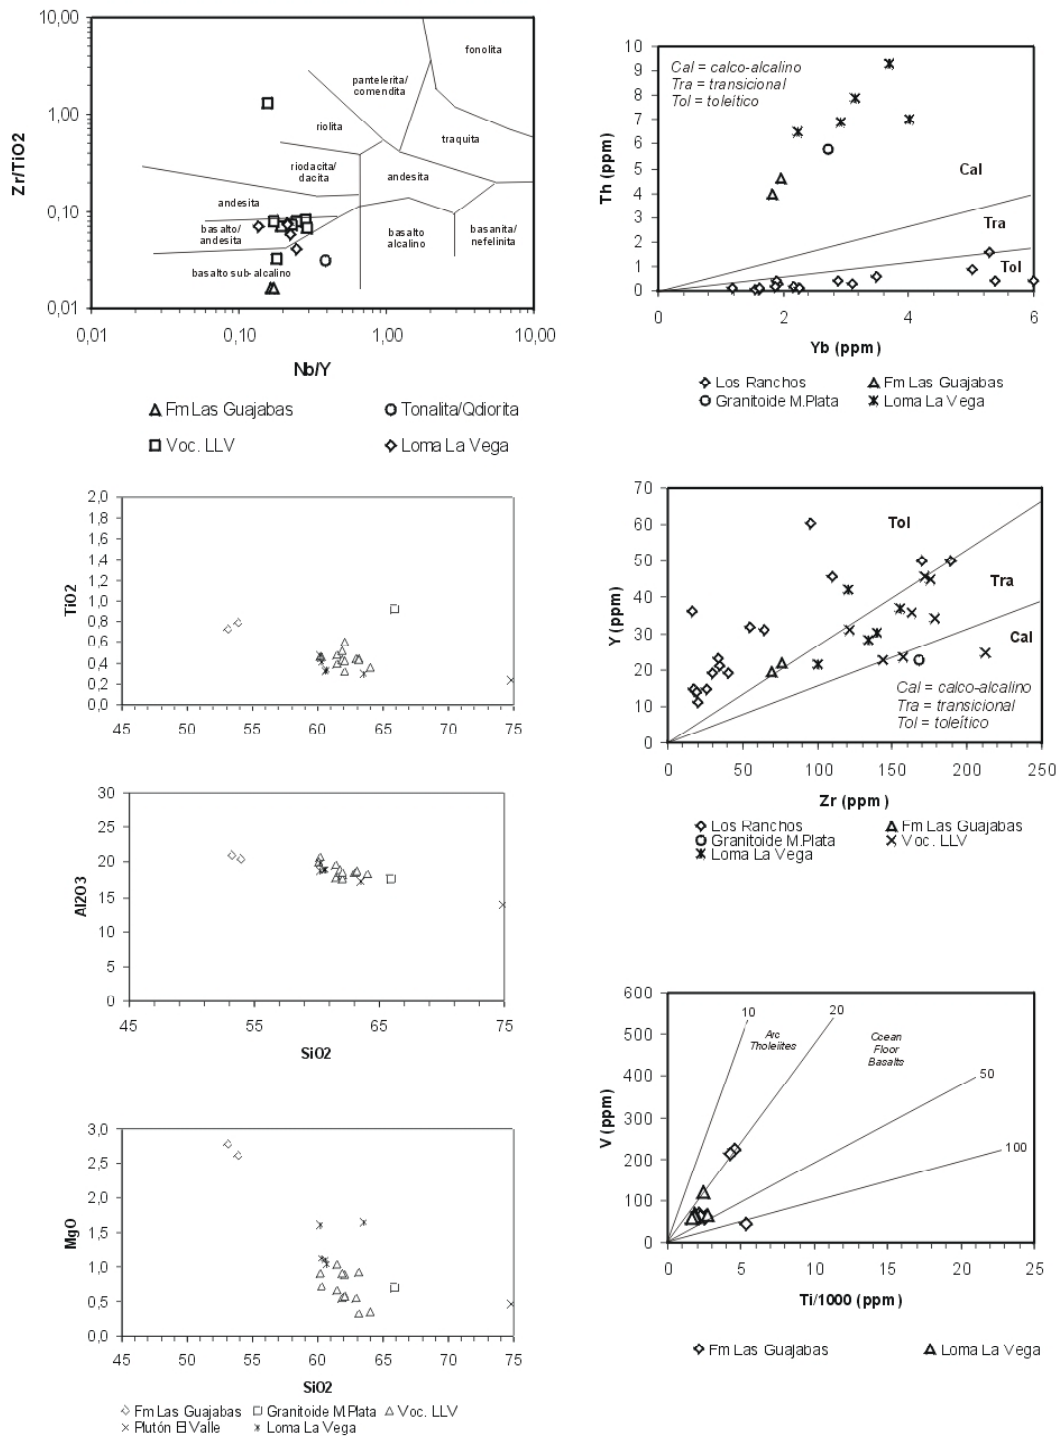 10,00
1,00
0,10
0,01
Zr/TiO2
fonolita
pantelerita/
comendita
riolita
traquita
riodacita/
dacita
andesita
andesita
basalto/
andesita
basalto
alcalino
basanita/
nefelinita
basalto sub-alcalino
0,01
0,10
1,00
10,00
Nb/Y
Fm Las Guajabas
Tonalita/Qdiorita
Voc. LLV
Loma La Vega
10
9
8
7
6
5
4
3
2
1
0
Th (ppm)
Cal = calco-alcalino
Tra = transicional
Tol = toleítico
Cal
Tra
Tol
0
2
4
6
Yb (ppm)
Los Ranchos
Fm Las Guajabas
Granitoide M.Plata
Loma La Vega
2,0
1,8
1,6
1,4
1,2
1,0
0,8
0,6
0,4
0,2
0,0
TiO2
45
55
60
65
75
70
60
50
40
30
20
10
0
Y (ppm)
Tol
Tra
Cal
Cal = calco-alcalino
Tra = transicional
Tol = toleítico
0
50
100
150
200
250
Zr (ppm)
Los Ranchos
Fm Las Guajabas
Granitoide M.Plata
Voc. LLV
Loma La Vega
30
25
20
15
10
5
0
Al2O3
45
55
65
75
SiO2
600
500
400
300
200
100
0
V (ppm)
10
20
50
100
Arc
Tholeiites
Ocean
Floor
Basalts
0
5
10
15
20
25
Ti/1000 (ppm)
Fm Las Guajabas
Loma La Vega
3,0
2,5
2,0
1,5
1,0
0,5
0,0
MgO
45
55
60
65
75
SiO2
Fm Las Guajabas
Granitoide M.Plata
Voc. LLV
Plutón El Valle
Loma La Vega